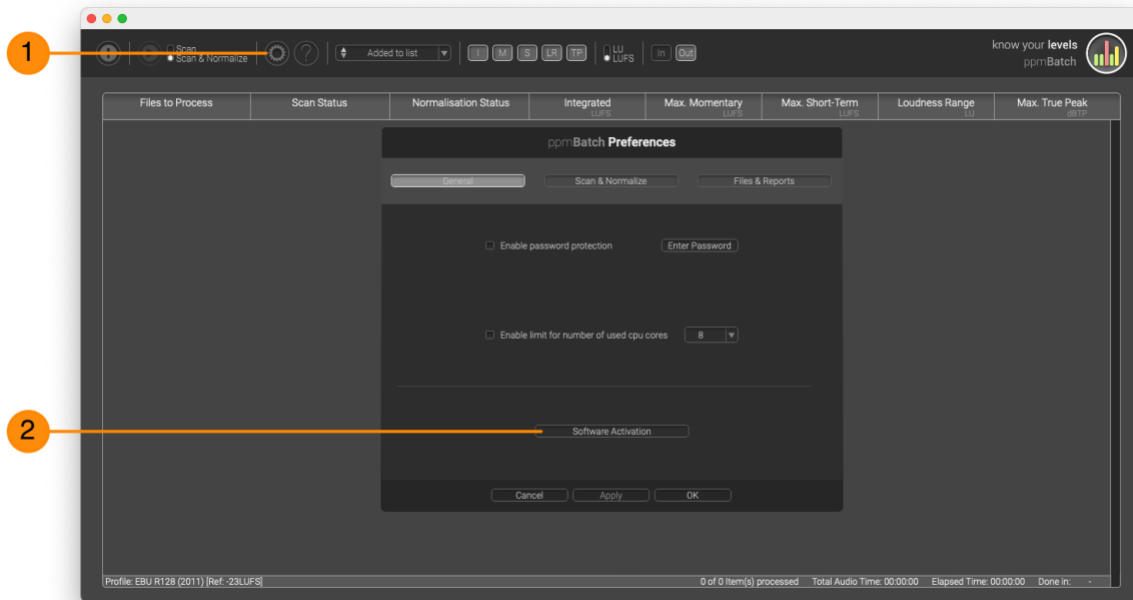 1
Scan
Scan & Normalize
?
Added to list
I M S LR TP
LU
LUFS
In Out
know your levels
ppmBatch
Files to Process Scan Status Normalisation Status Integrated Max. Momentary Max. Short-Term Loudness Range Max. True Peak
LUFS LUFS LUFS LU dBTP
ppmBatch Preferences
General Scan & Normalize Files & Reports
Enable password protection Enter Password
Enable limit for number of used cpu cores 8
2
Software Activation
Cancel Apply OK
Profile: EBU R128 (2011) [Ref: -23LUFS] 0 of 0 Item(s) processed Total Audio Time: 00:00:00 Elapsed Time: 00:00:00 Done in: -